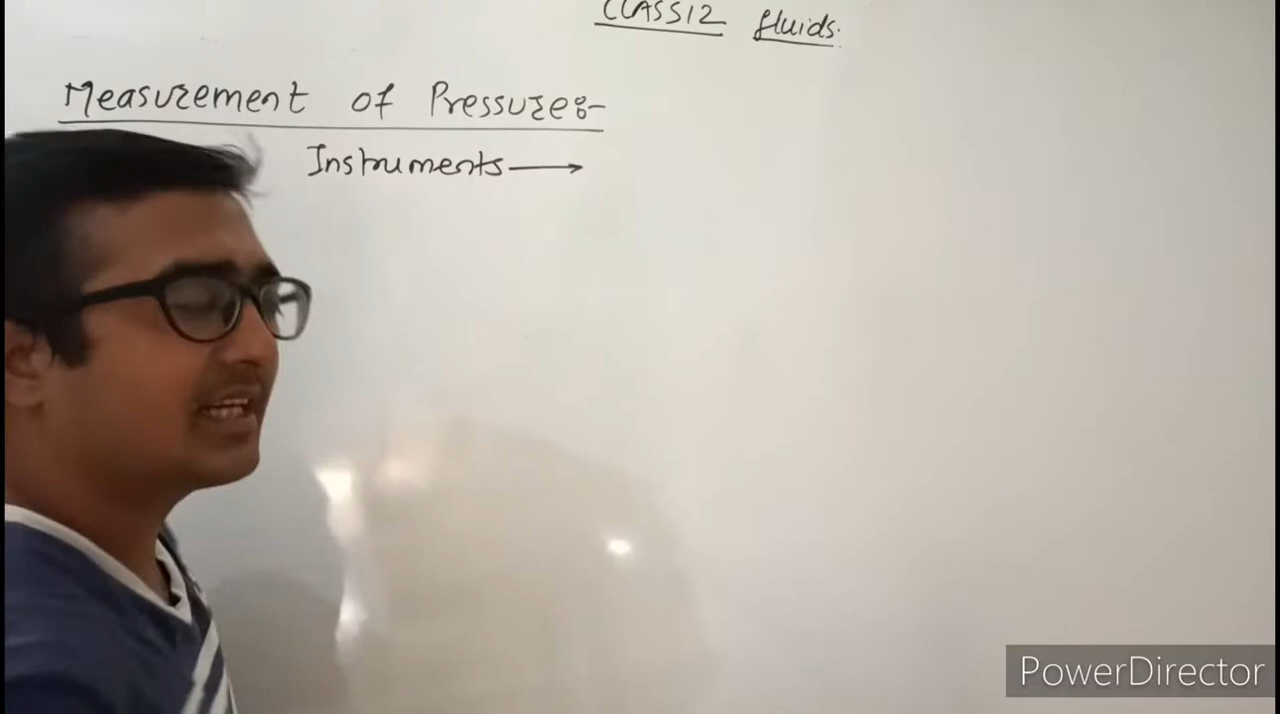 CLASS12 fluids.
Measurement of Pressure:-
Instruments →
PowerDirector